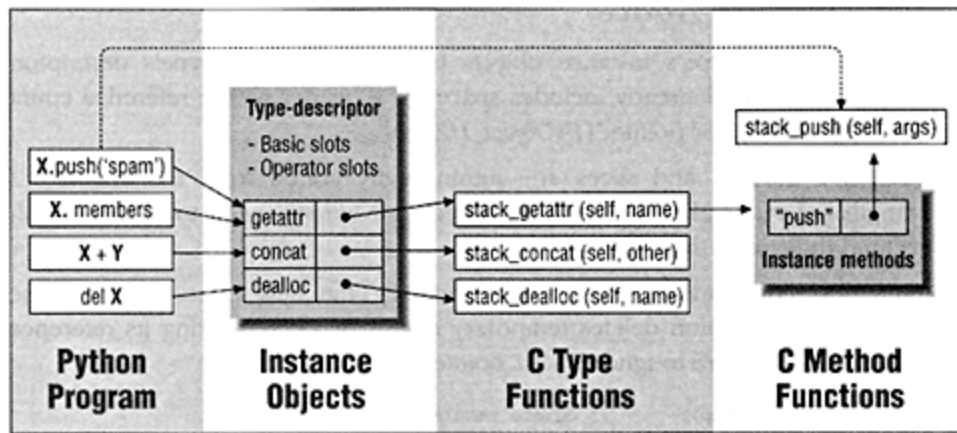 Type-descriptor
- Basic slots
- Operator slots
stack_push (self, args)
X.push('spam')
X. members
X + Y
del X
getattr
concat
dealloc
stack_getattr (self, name)
stack_concat (self, other)
stack_dealloc (self, name)
"push"
Instance methods
Python
Program
Instance
Objects
C Type
Functions
C Method
Functions